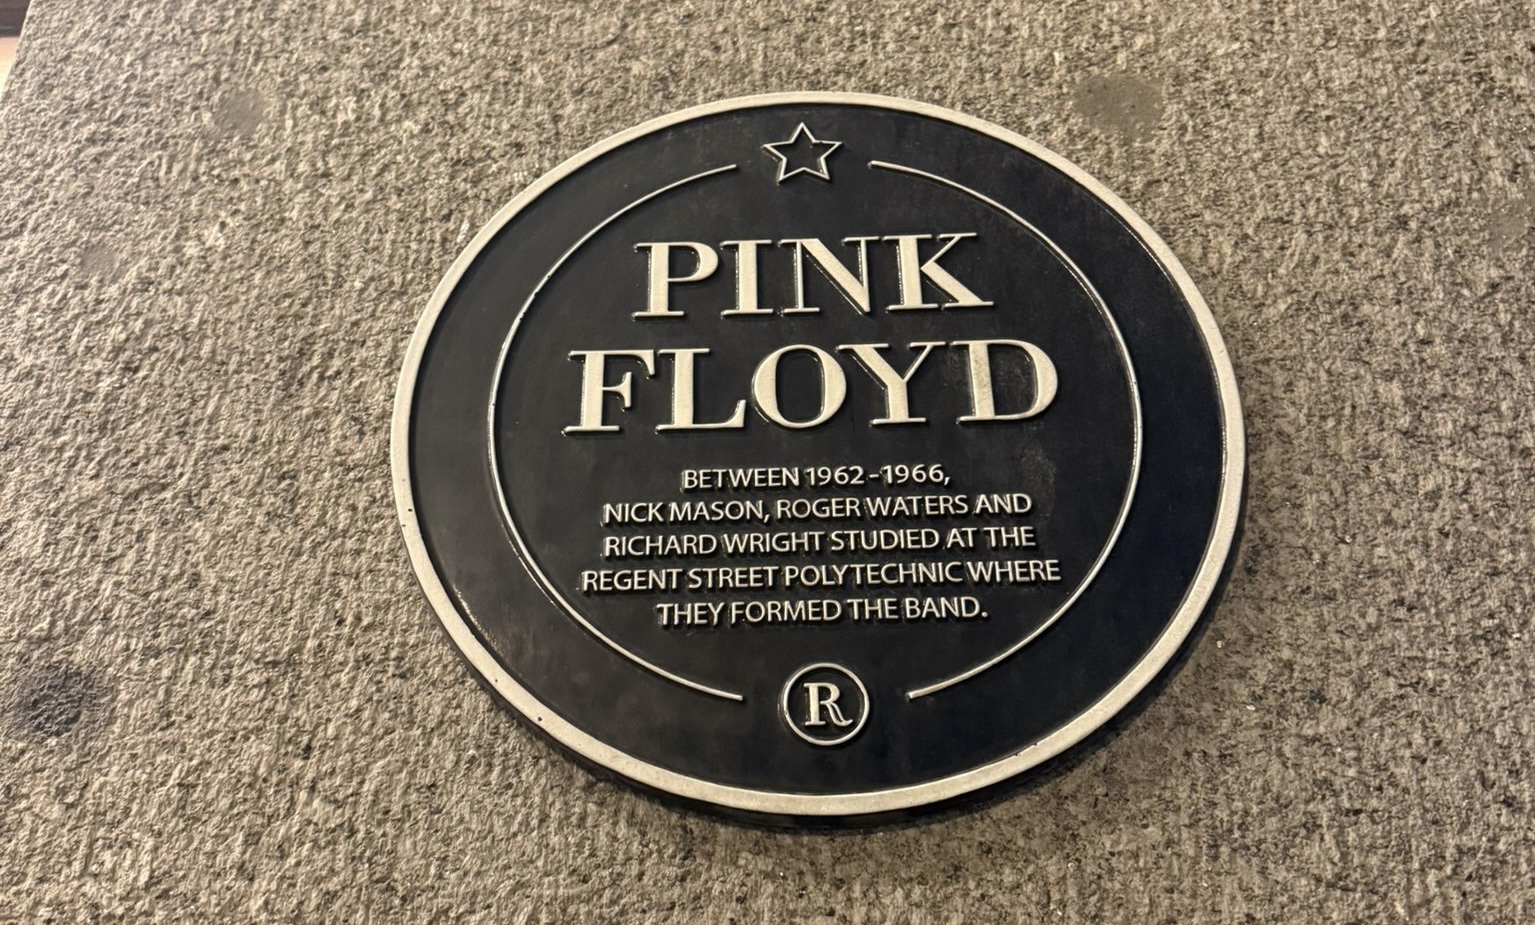 PINK
FLOYD
BETWEEN 1962-1966,
NICK MASON, ROGER WATERS AND
RICHARD WRIGHT STUDIED AT THE
REGENT STREET POLYTECHNIC WHERE
THEY FORMED THE BAND.
R